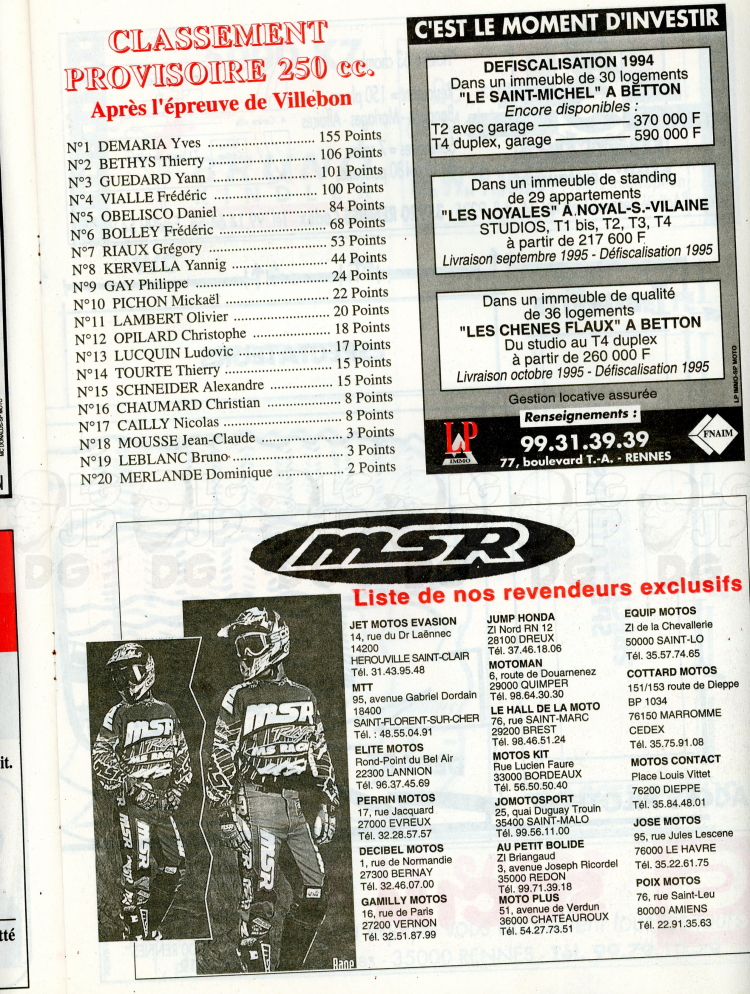 CLASSEMENT
PROVISOIRE 250 cc.
Après l'épreuve de Villebon
N°1 DEMARIA Yves ............................ 155 Points
N°2 BETHYS Thierry ............................ 106 Points
N°3 GUEDARD Yann ............................ 101 Points
N°4 VIALLE Frédéric ............................ 100 Points
N°5 OBELISCO Daniel ............................ 84 Points
N°6 BOLLEY Frédéric ............................ 68 Points
N°7 RIAUX Grégory ............................ 53 Points
N°8 KERVELLA Yannig ............................ 44 Points
N°9 GAY Philippe ............................ 24 Points
N°10 PICHON Mickaël ............................ 22 Points
N°11 LAMBERT Olivier ............................ 20 Points
N°12 OPILARD Christophe ..................... 18 Points
N°13 LUCQUIN Ludovic ......................... 17 Points
N°14 TOURTE Thierry ............................ 15 Points
N°15 SCHNEIDER Alexandre ................. 15 Points
N°16 CHAUMARD Christian ..................... 8 Points
N°17 CAILLY Nicolas ............................ 8 Points
N°18 MOUSSE Jean-Claude ..................... 3 Points
N°19 LEBLANC Bruno ............................ 3 Points
N°20 MERLANDE Dominique ................. 2 Points
C'EST LE MOMENT D'INVESTIR
DEFISCALISATION 1994
Dans un immeuble de 30 logements
"LE SAINT-MICHEL" A BETTON
Encore disponibles :
T2 avec garage ———— 370 000 F
T4 duplex, garage ———— 590 000 F
Dans un immeuble de standing
de 29 appartements
"LES NOYALES" A NOYAL-S.-VILAINE
STUDIOS, T1 bis, T2, T3, T4
à partir de 217 600 F
Livraison septembre 1995 - Défiscalisation 1995
Dans un immeuble de qualité
de 36 logements
"LES CHENES FLAUX" A BETTON
Du studio au T4 duplex
à partir de 260 000 F
Livraison octobre 1995 - Défiscalisation 1995
Gestion locative assurée
Renseignements :
LP
IMMO
99.31.39.39
77, boulevard T.-A. - RENNES
FNAIM
LP IMMO-SP MOTO
MC DONALDS-SP MOTO
it.
tté
MSR
Liste de nos revendeurs exclusifs
JET MOTOS EVASION
14, rue du Dr Laënnec
14200
HEROUVILLE SAINT-CLAIR
Tél. 31.43.95.48
MTT
95, avenue Gabriel Dordain
18400
SAINT-FLORENT-SUR-CHER
Tél. : 48.55.04.91
ELITE MOTOS
Rond-Point du Bel Air
22300 LANNION
Tél. 96.37.45.69
PERRIN MOTOS
17, rue Jacquard
27000 EVREUX
Tél. 32.28.57.57
DECIBEL MOTOS
1, rue de Normandie
27300 BERNAY
Tél. 32.46.07.00
GAMILLY MOTOS
16, rue de Paris
27200 VERNON
Tél. 32.51.87.99
JUMP HONDA
ZI Nord RN 12
28100 DREUX
Tél. 37.46.18.06
MOTOMAN
6, route de Douarnenez
29000 QUIMPER
Tél. 98.64.30.30
LE HALL DE LA MOTO
76, rue SAINT-MARC
29200 BREST
Tél. 98.46.51.24
MOTOS KIT
Rue Lucien Faure
33000 BORDEAUX
Tél. 56.50.50.40
JOMOTOSPORT
25, quai Duguay Trouin
35400 SAINT-MALO
Tél. 99.56.11.00
AU PETIT BOLIDE
ZI Briangaud
3, avenue Joseph Ricordel
35000 REDON
Tél. 99.71.39.18
MOTO PLUS
51, avenue de Verdun
36000 CHATEAUROUX
Tél. 54.27.73.51
EQUIP MOTOS
ZI de la Chevallerie
50000 SAINT-LO
Tél. 35.57.74.65
COTTARD MOTOS
151/153 route de Dieppe
BP 1034
76150 MARROMME
CEDEX
Tél. 35.75.91.08
MOTOS CONTACT
Place Louis Vittet
76200 DIEPPE
Tél. 35.84.48.01
JOSE MOTOS
95, rue Jules Lescene
76000 LE HAVRE
Tél. 35.22.61.75
POIX MOTOS
76, rue Saint-Leu
80000 AMIENS
Tél. 22.91.35.63
MSR
MSR
MSR
MSR